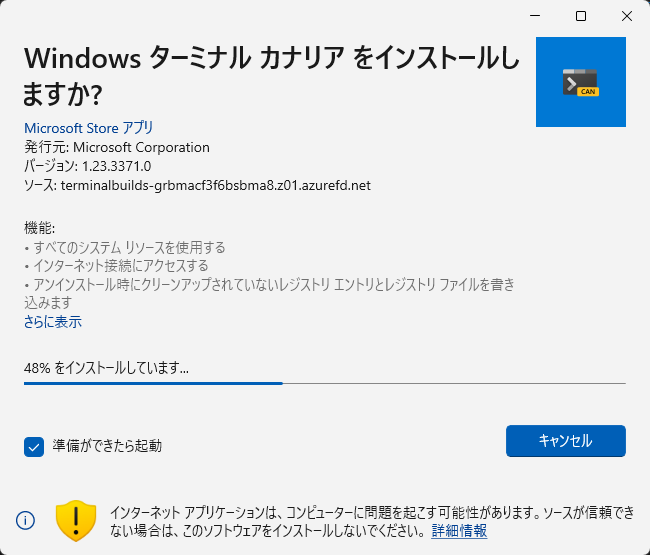 Windows ターミナル カナリア をインストールし
ますか?
CAN
Microsoft Store アプリ
発行元: Microsoft Corporation
バージョン: 1.23.3371.0
ソース: terminalbuilds-grbmacf3f6bsbma8.z01.azurefd.net
機能:
• すべてのシステム リソースを使用する
• インターネット接続にアクセスする
• アンインストール時にクリーンアップされていないレジストリ エントリとレジストリ ファイルを書き
込みます
さらに表示
48% をインストールしています...
準備ができたら起動
キャンセル
インターネット アプリケーションは、コンピューターに問題を起こす可能性があります。ソースが信頼でき
ない場合は、このソフトウェアをインストールしないでください。 詳細情報